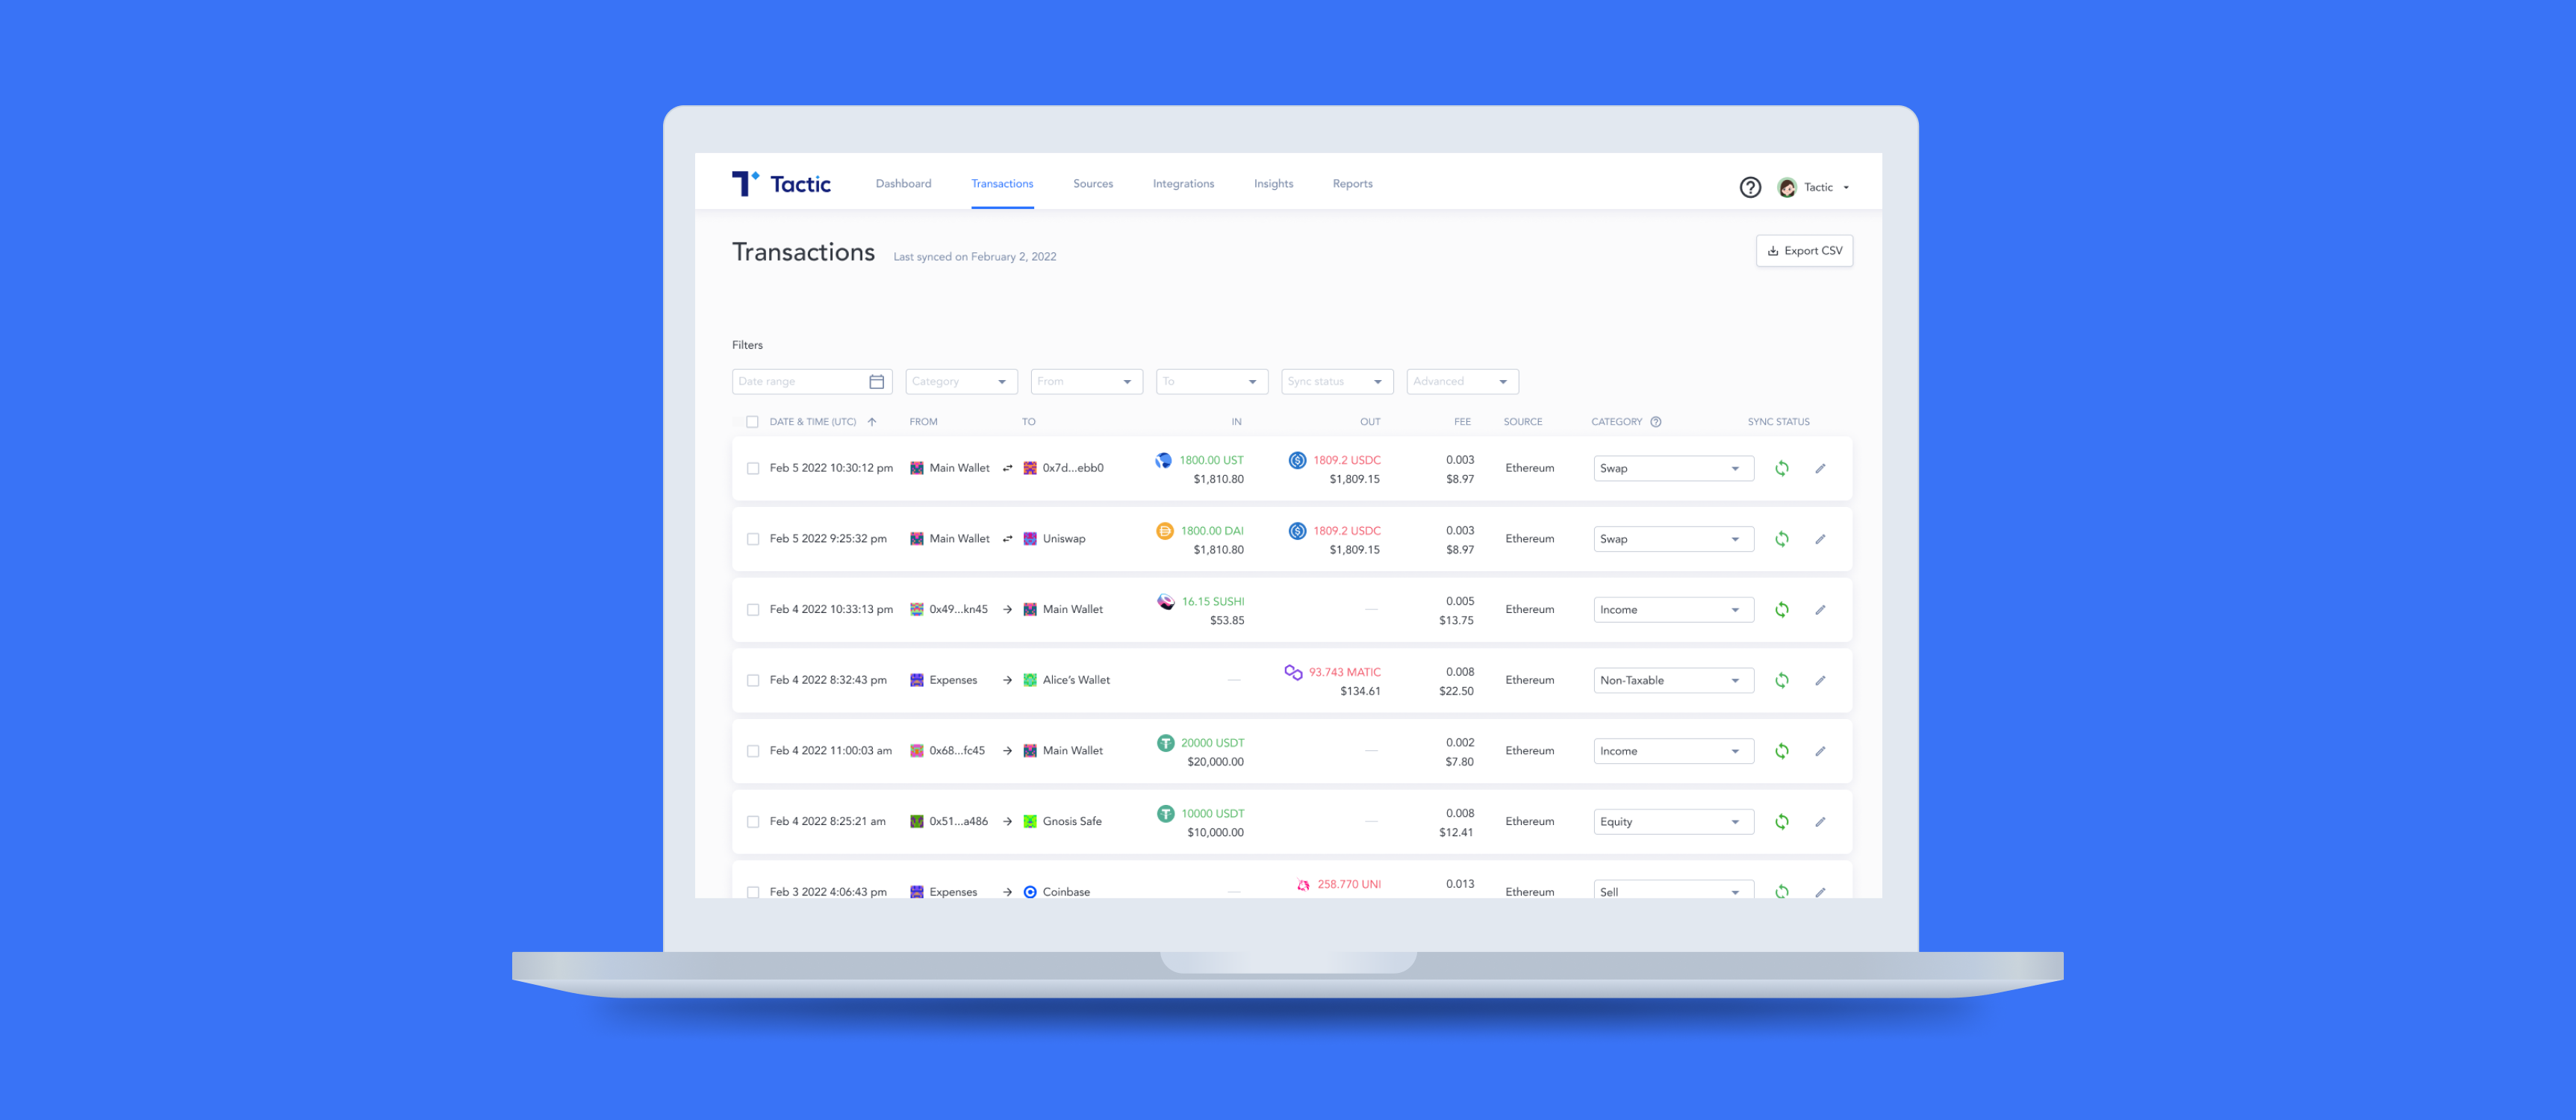 Tactic Dashboard Transactions Sources Integrations Insights Reports Tactic
Transactions Last synced on February 2, 2022 Export CSV
Filters
Date range Category From To Sync status Advanced
DATE & TIME (UTC) FROM TO IN OUT FEE SOURCE CATEGORY SYNC STATUS
Feb 5 2022 10:30:12 pm Main Wallet 0x7d...ebb0 1800.00 UST 1809.2 USDC 0.003 Ethereum Swap
$1,810.80 $1,809.15 $8.97
Feb 5 2022 9:25:32 pm Main Wallet Uniswap 1800.00 DAI 1809.2 USDC 0.003 Ethereum Swap
$1,810.80 $1,809.15 $8.97
Feb 4 2022 10:33:13 pm 0x49...kn45 Main Wallet 16.15 SUSHI — 0.005 Ethereum Income
$53.85 $13.75
Feb 4 2022 8:32:43 pm Expenses Alice's Wallet — 93.743 MATIC 0.008 Ethereum Non-Taxable
$134.61 $22.50
Feb 4 2022 11:00:03 am 0x68...fc45 Main Wallet 20000 USDT — 0.002 Ethereum Income
$20,000.00 $7.80
Feb 4 2022 8:25:21 am 0x51...a486 Gnosis Safe 10000 USDT — 0.008 Ethereum Equity
$10,000.00 $12.41
Feb 3 2022 4:06:43 pm Expenses Coinbase — 258.770 UNI 0.013 Ethereum Sell